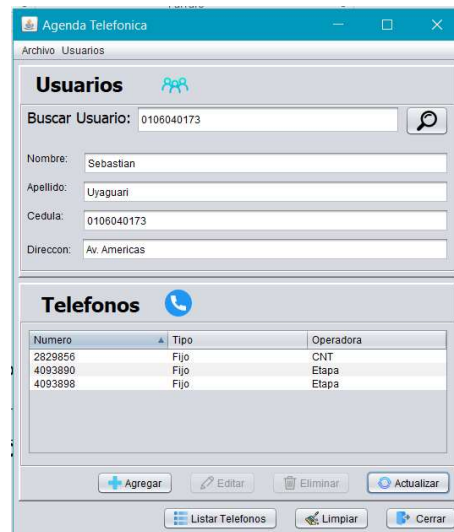 Agenda Telefonica
Archivo Usuarios
Usuarios
Buscar Usuario: 0106040173
Nombre: Sebastian
Apellido: Uyaguari
Cedula: 0106040173
Direccon: Av. Americas
Telefonos
Numero Tipo Operadora
2829856 Fijo CNT
4093890 Fijo Etapa
4093898 Fijo Etapa
Agregar Editar Eliminar Actualizar
Listar Telefonos Limpiar Cerrar